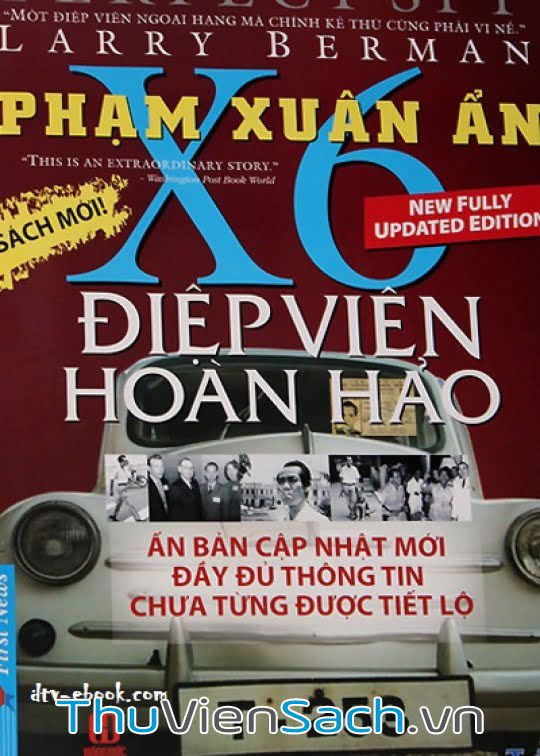 PERFECT SPY
"MỘT ĐIỆP VIÊN NGOẠI HẠNG MÀ CHÍNH KẺ THÙ CŨNG PHẢI VỊ NỂ."
LARRY BERMAN
X6
PHẠM XUÂN ẨN
"THIS IS AN EXTRAORDINARY STORY."
- Washington Post Book World
SÁCH MỚI!
NEW FULLY
UPDATED EDITION
ĐIỆP VIÊN
HOÀN HẢO
ẤN BẢN CẬP NHẬT MỚI
ĐẦY ĐỦ THÔNG TIN
CHƯA TỪNG ĐƯỢC TIẾT LỘ
First News
dtv-ebook.com
ThuVienSach.vn